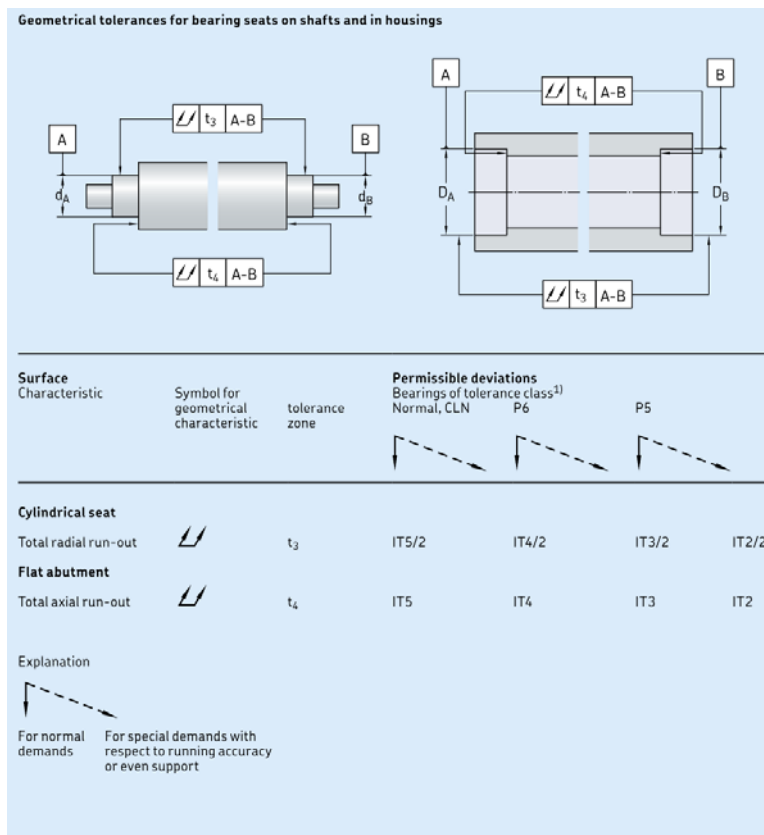 Geometrical tolerances for bearing seats on shafts and in housings
A B
t₄ A-B
t₃ A-B
A B
dA dB
DA DB
t₄ A-B
t₃ A-B
Surface Permissible deviations
Characteristic Symbol for tolerance Bearings of tolerance class1)
geometrical zone Normal, CLN P6 P5
characteristic
Cylindrical seat
Total radial run-out t₃ IT5/2 IT4/2 IT3/2 IT2/2
Flat abutment
Total axial run-out t₄ IT5 IT4 IT3 IT2
Explanation
For normal For special demands with
demands respect to running accuracy
or even support